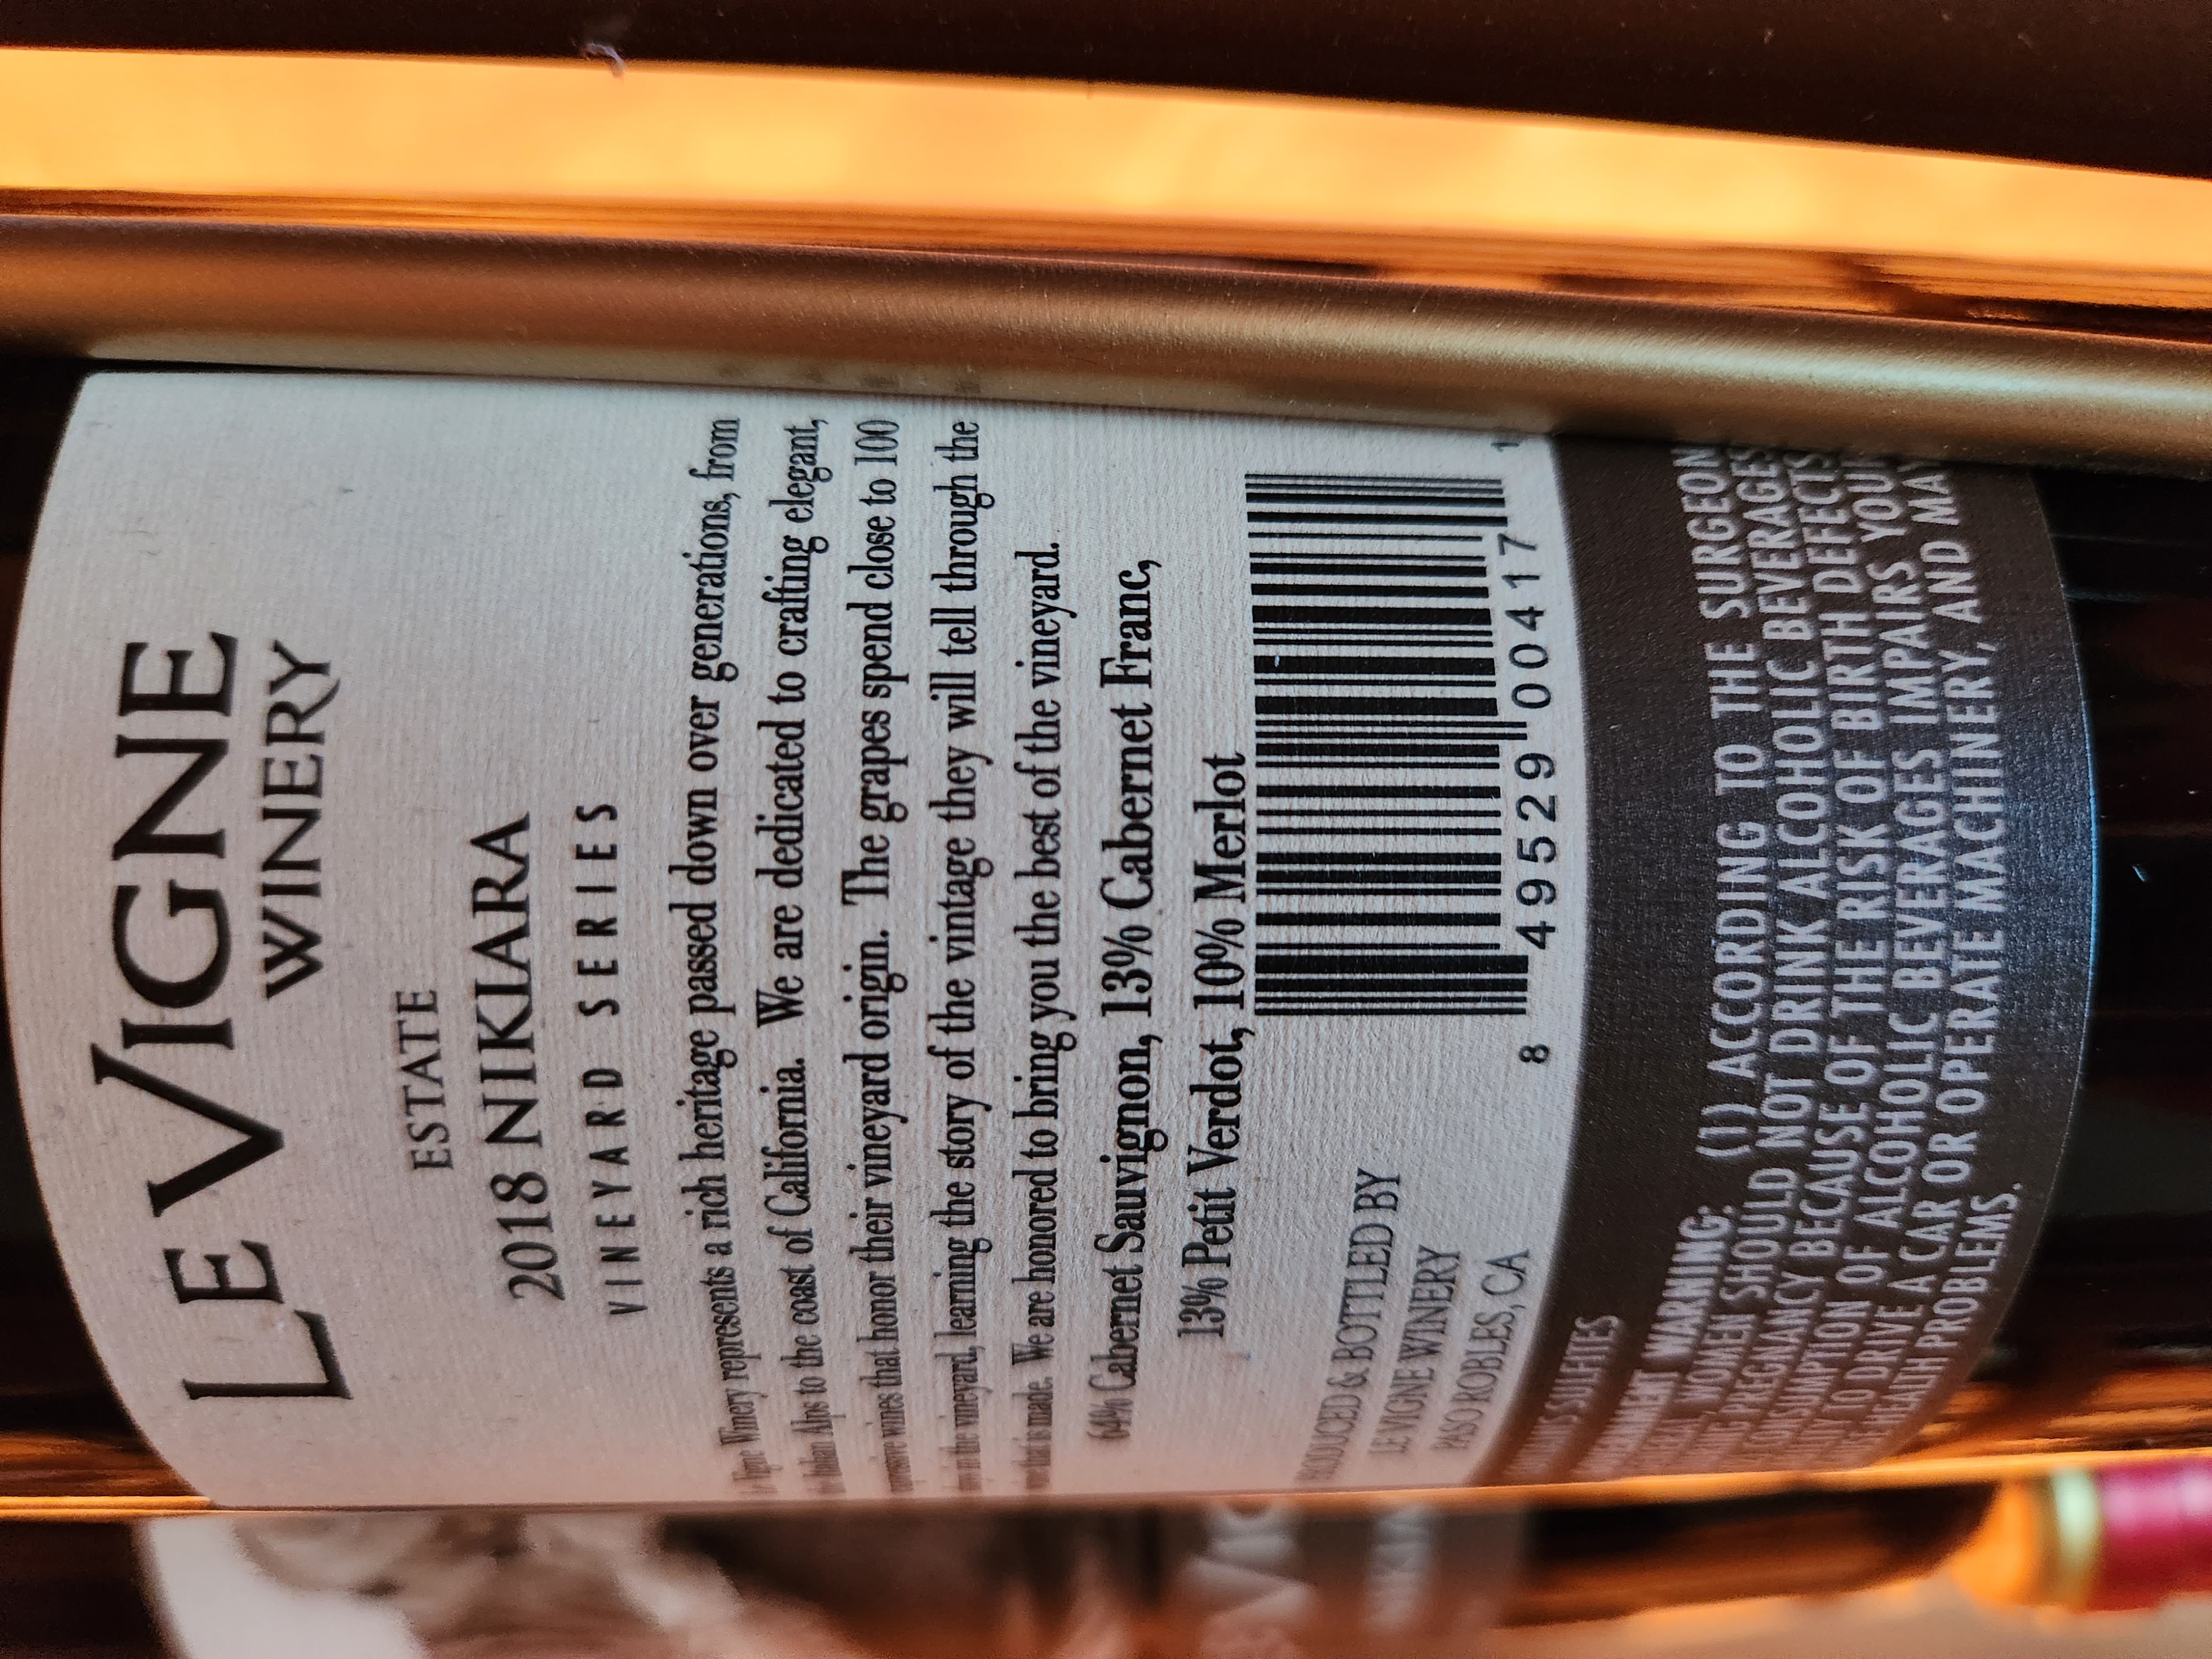 LE VIGNE
WINERY
ESTATE
2018 NIKIARA
VINEYARD SERIES
Vigne Winery represents a rich heritage passed down over generations, from
Italian Alps to the coast of California. We are dedicated to crafting elegant,
wines that honor their vineyard origin. The grapes spend close to 100
in the vineyard, learning the story of the vintage they will tell through the
that is made. We are honored to bring you the best of the vineyard.
64% Cabernet Sauvignon, 13% Cabernet Franc,
13% Petit Verdot, 10% Merlot
PRODUCED & BOTTLED BY
LE VIGNE WINERY
PASO ROBLES, CA
8 49529 00417 1
SULFITES
WARNING: (1) ACCORDING TO THE SURGEON
WOMEN SHOULD NOT DRINK ALCOHOLIC BEVERAGES
PREGNANCY BECAUSE OF THE RISK OF BIRTH DEFECTS
CONSUMPTION OF ALCOHOLIC BEVERAGES IMPAIRS YOUR
TO DRIVE A CAR OR OPERATE MACHINERY, AND MAY
HEALTH PROBLEMS.